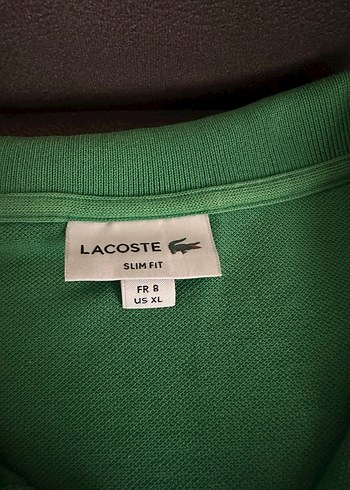 LACOSTE
SLIM FIT
FR 8
US XL